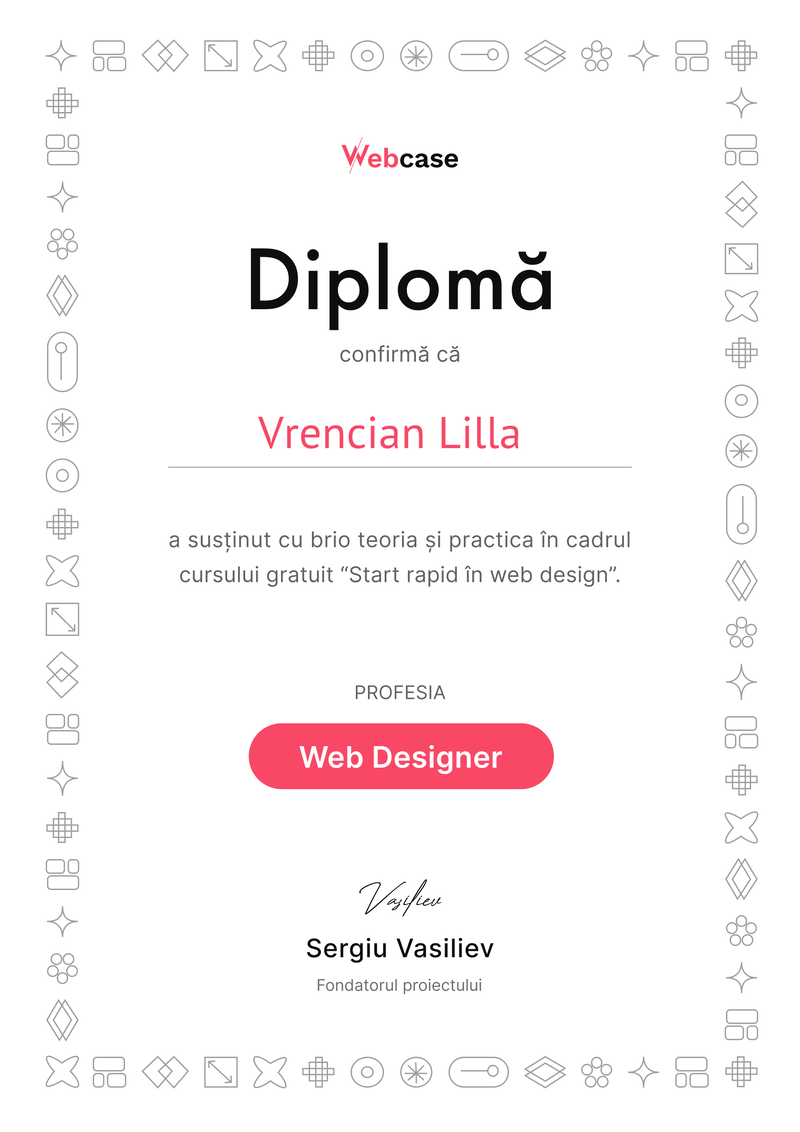 Webcase
Diplomă
confirmă că
Vrencian Lilla
a susținut cu brio teoria și practica în cadrul
cursului gratuit “Start rapid în web design”.
PROFESIA
Web Designer
Vasiliev
Sergiu Vasiliev
Fondatorul proiectului